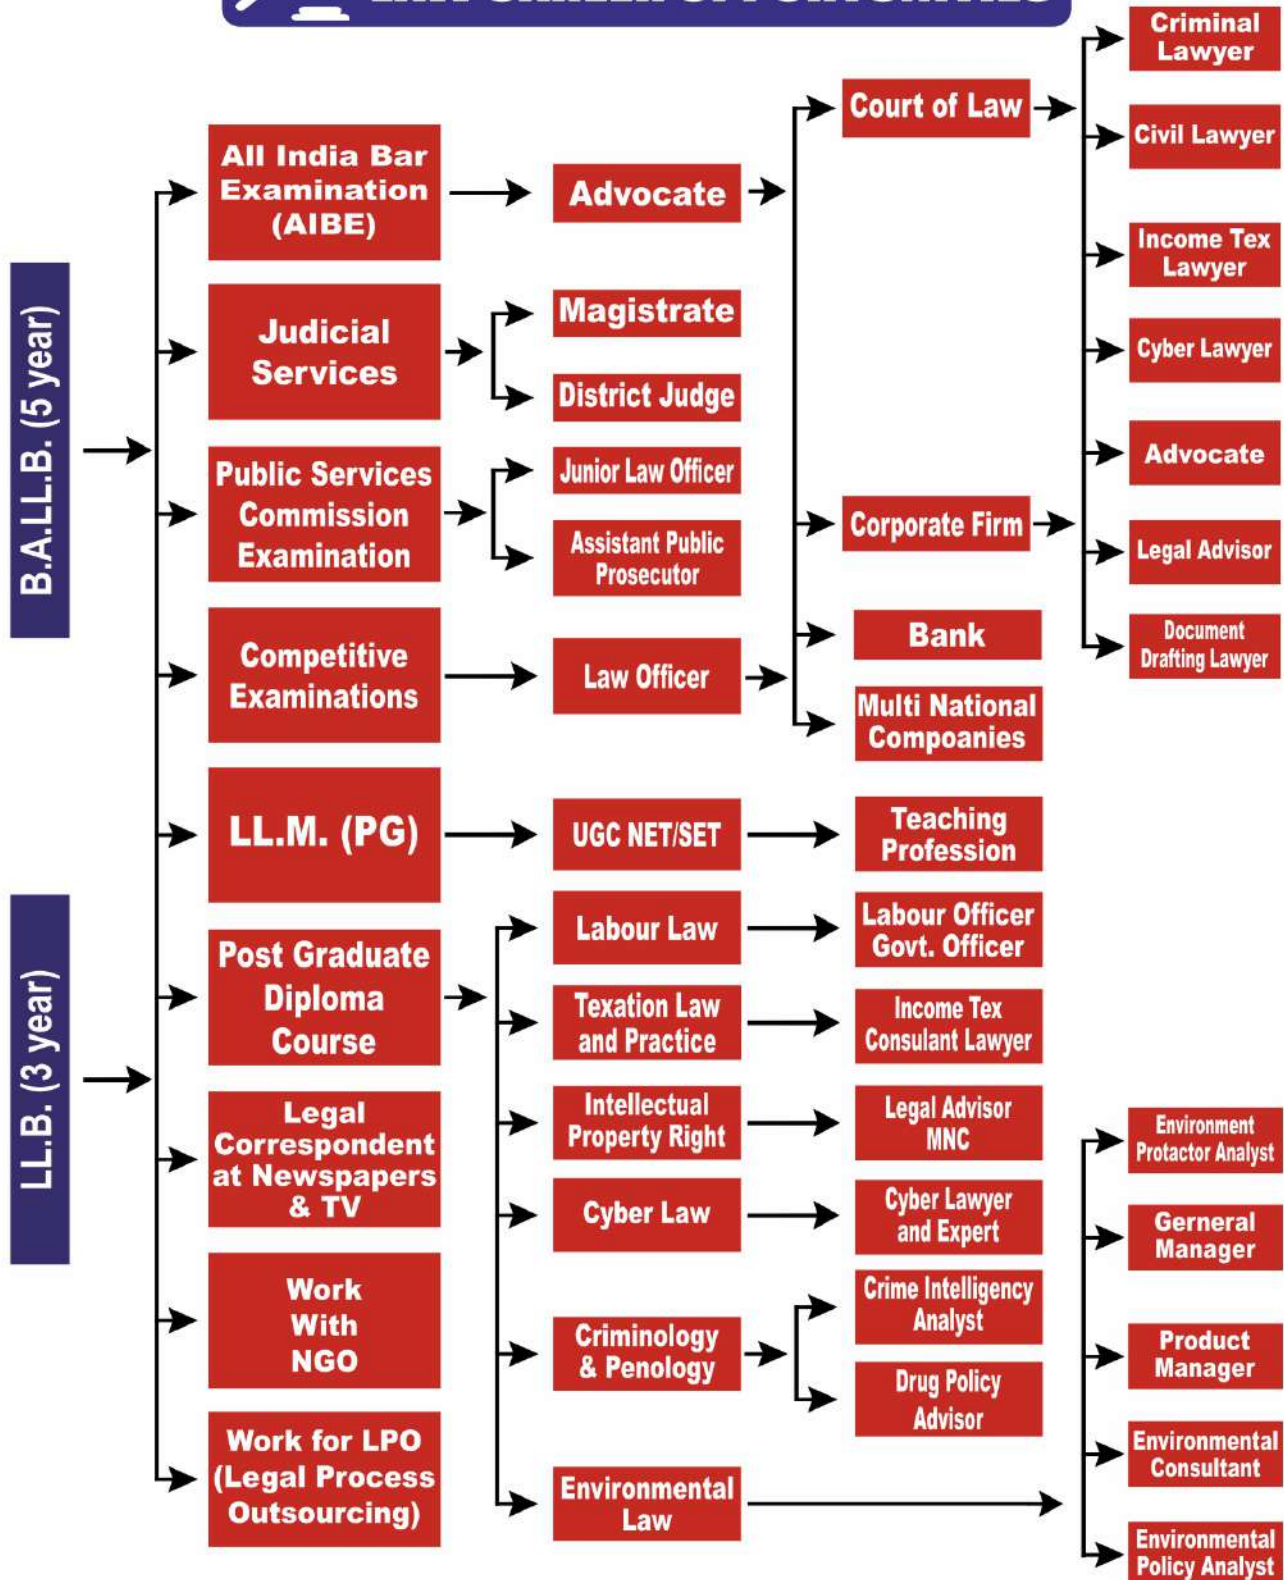 LAW CAREER OPPORTUNITIES
B.A.LL.B. (5 year)
LL.B. (3 year)
All India Bar
Examination
(AIBE)
Judicial
Services
Public Services
Commission
Examination
Competitive
Examinations
LL.M. (PG)
Post Graduate
Diploma
Course
Legal
Correspondent
at Newspapers
& TV
Work
With
NGO
Work for LPO
(Legal Process
Outsourcing)
Advocate
Magistrate
District Judge
Junior Law Officer
Assistant Public
Prosecutor
Law Officer
UGC NET/SET
Labour Law
Texation Law
and Practice
Intellectual
Property Right
Cyber Law
Criminology
& Penology
Environmental
Law
Court of Law
Corporate Firm
Bank
Multi National
Compoanies
Teaching
Profession
Labour Officer
Govt. Officer
Income Tex
Consulant Lawyer
Legal Advisor
MNC
Cyber Lawyer
and Expert
Crime Intelligency
Analyst
Drug Policy
Advisor
Criminal
Lawyer
Civil Lawyer
Income Tex
Lawyer
Cyber Lawyer
Advocate
Legal Advisor
Document
Drafting Lawyer
Environment
Protactor Analyst
Gerneral
Manager
Product
Manager
Environmental
Consultant
Environmental
Policy Analyst